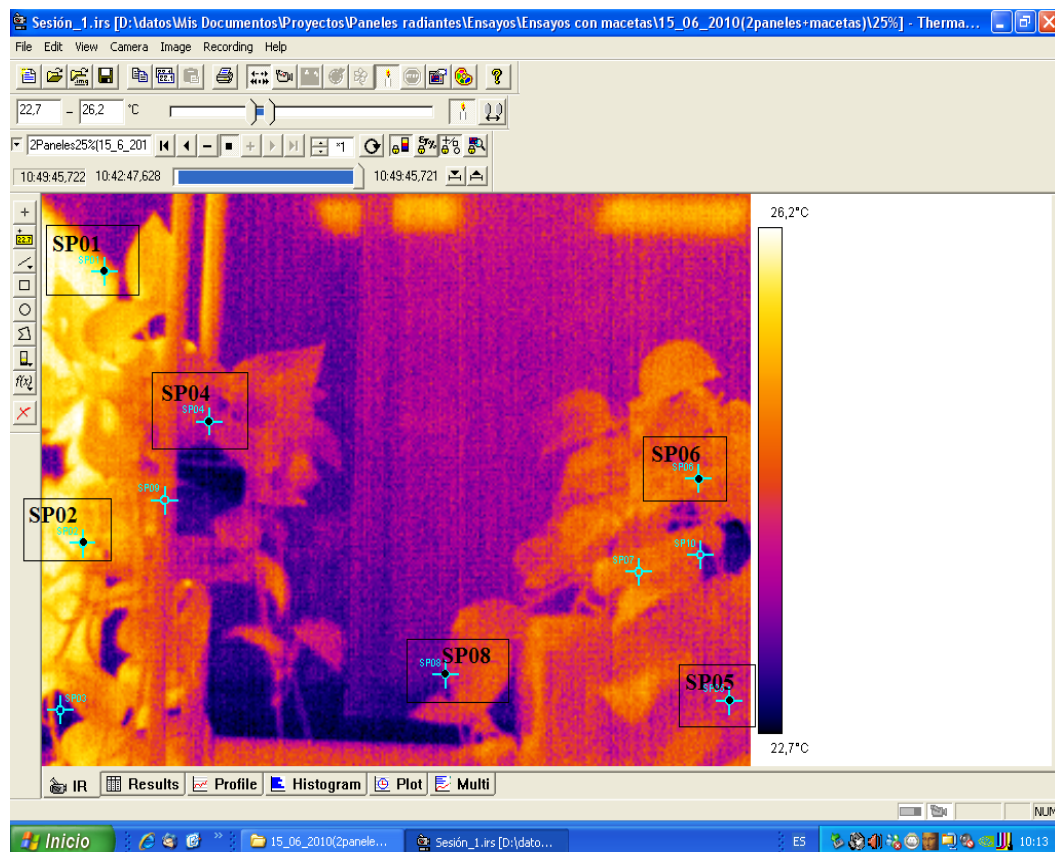 Sesión_1.irs [D:\datos\Mis Documentos\Proyectos\Paneles radiantes\Ensayos\Ensayos con macetas\15_06_2010(2paneles+macetas)\25%] - Therma...
File Edit View Camera Image Recording Help
22,7 – 26,2 °C
2Paneles25%(15_6_201 ×1
10:49:45,722 10:42:47,628 10:49:45,721
26,2°C
22,7
SP01
SP04
SP04
SP06
SP06
SP09
SP02
SP02
SP10
SP07
SP08
SP08
SP05
SP03
22,7°C
IR Results Profile Histogram Plot Multi
NUM
Inicio 15_06_2010(2panele... Sesión_1.irs [D:\dato... ES 10:13